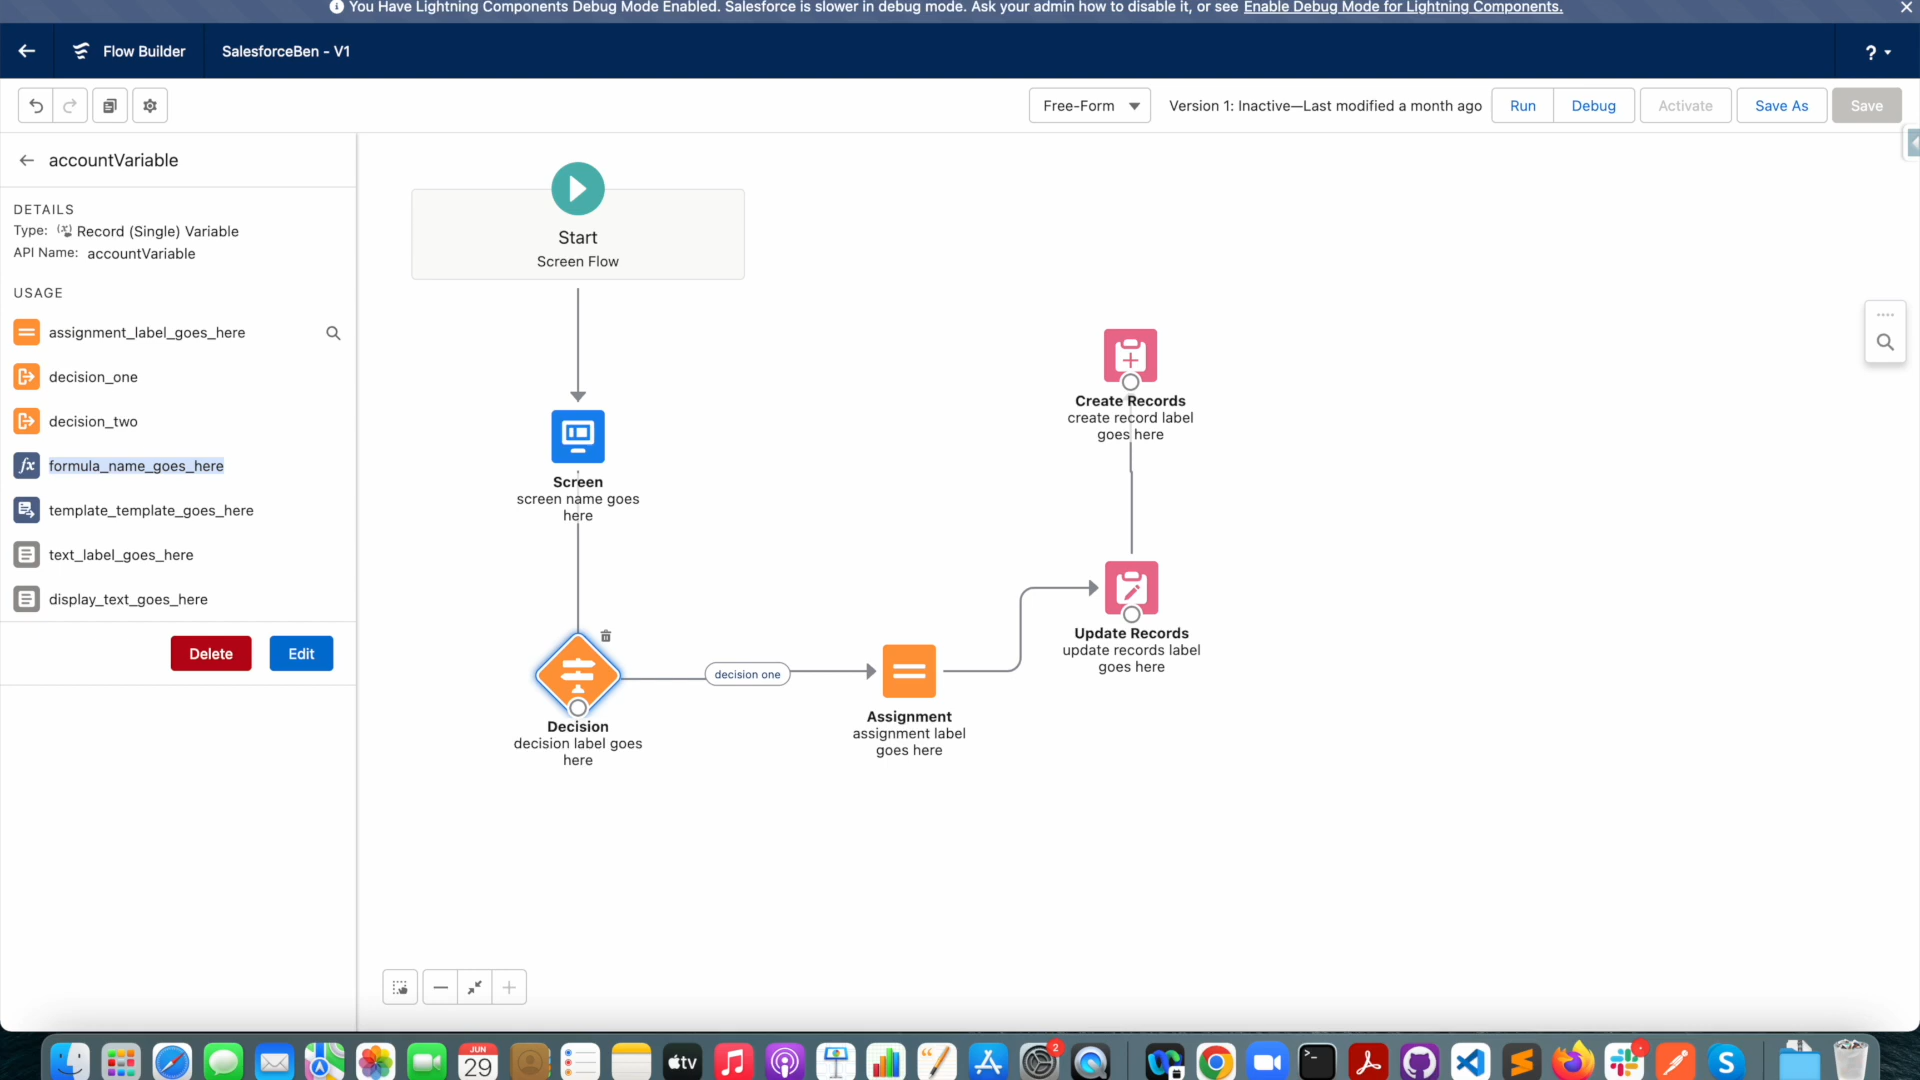 You Have Lightning Components Debug Mode Enabled. Salesforce is slower in debug mode. Ask your admin how to disable it, or see Enable Debug Mode for Lightning Components.
Flow Builder
SalesforceBen - V1
?
Free-Form
Version 1: Inactive—Last modified a month ago
Run
Debug
Activate
Save As
Save
accountVariable
DETAILS
Type: Record (Single) Variable
API Name: accountVariable
USAGE
assignment_label_goes_here
decision_one
decision_two
fx
formula_name_goes_here
template_template_goes_here
text_label_goes_here
display_text_goes_here
Delete
Edit
Start
Screen Flow
Screen
screen name goes
here
Decision
decision label goes
here
decision one
Assignment
assignment label
goes here
Create Records
create record label
goes here
Update Records
update records label
goes here
JUN
29
tv
2